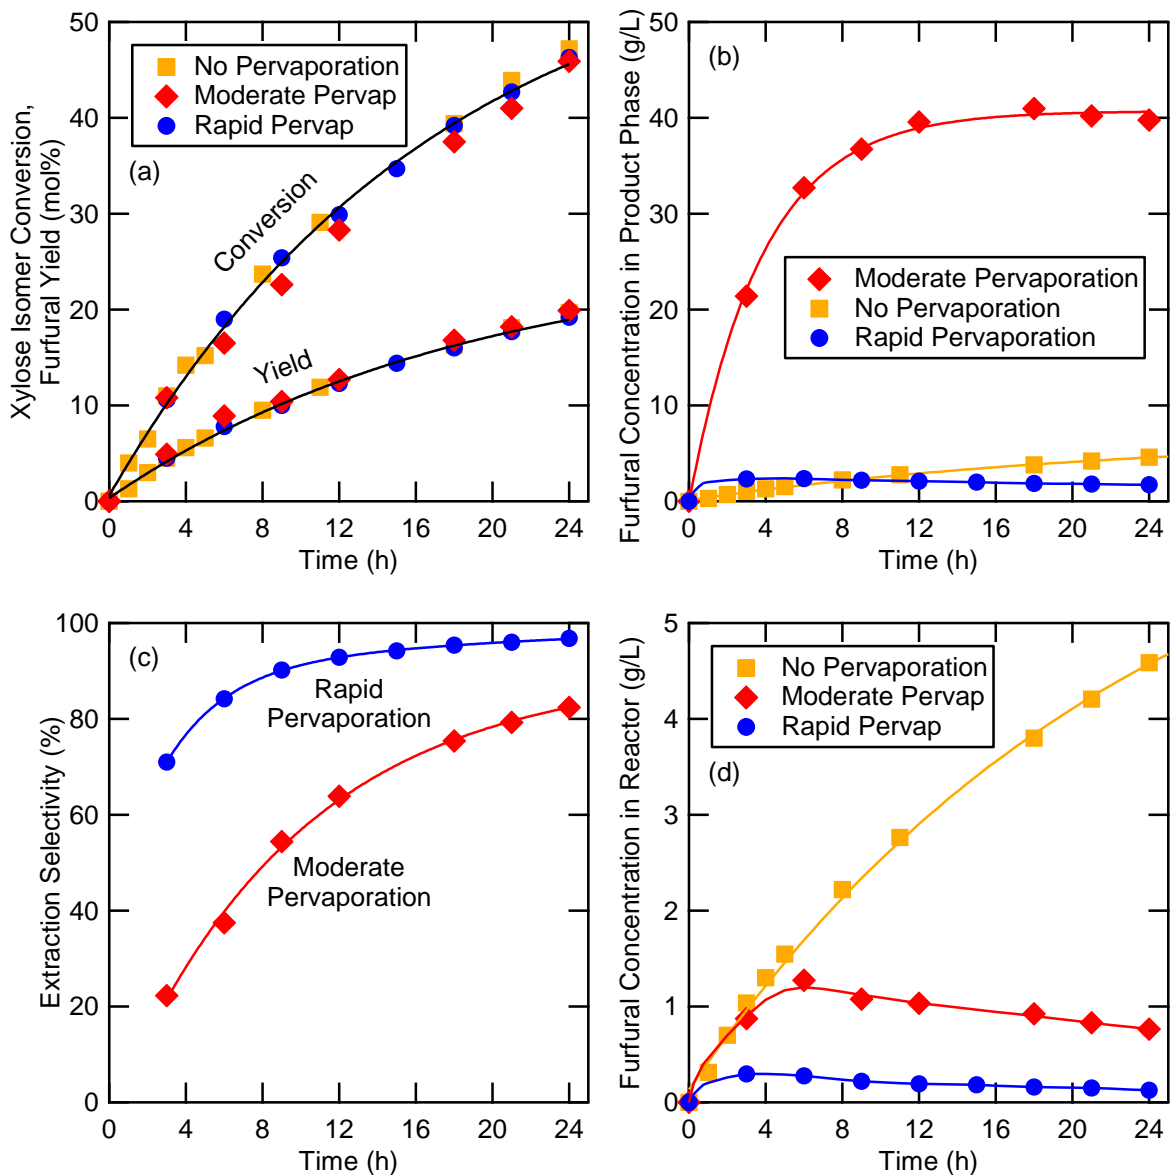 Xylose Isomer Conversion,
Furfural Yield (mol%)
50
40
30
20
10
0
No Pervaporation
Moderate Pervap
Rapid Pervap
(a)
Conversion
Yield
0 4 8 12 16 20 24
Time (h)
Furfural Concentration in Product Phase (g/L)
50
40
30
20
10
0
(b)
Moderate Pervaporation
No Pervaporation
Rapid Pervaporation
0 4 8 12 16 20 24
Time (h)
Extraction Selectivity (%)
100
80
60
40
20
0
(c)
Rapid
Pervaporation
Moderate
Pervaporation
0 4 8 12 16 20 24
Time (h)
Furfural Concentration in Reactor (g/L)
5
4
3
2
1
0
No Pervaporation
Moderate Pervap
Rapid Pervap
(d)
0 4 8 12 16 20 24
Time (h)